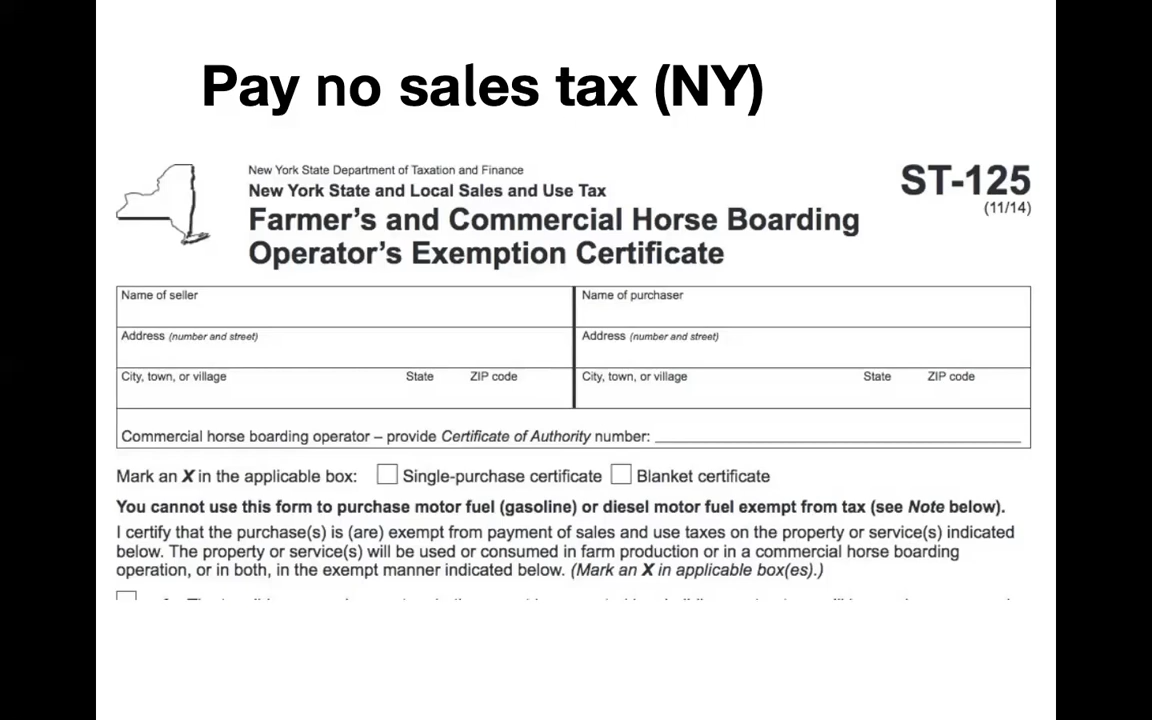 Pay no sales tax (NY)
New York State Department of Taxation and Finance
New York State and Local Sales and Use Tax
Farmer's and Commercial Horse Boarding
Operator's Exemption Certificate
ST-125
(11/14)
Name of seller
Name of purchaser
Address (number and street)
Address (number and street)
City, town, or village State ZIP code
City, town, or village State ZIP code
Commercial horse boarding operator – provide Certificate of Authority number:
Mark an X in the applicable box: Single-purchase certificate Blanket certificate
You cannot use this form to purchase motor fuel (gasoline) or diesel motor fuel exempt from tax (see Note below).
I certify that the purchase(s) is (are) exempt from payment of sales and use taxes on the property or service(s) indicated
below. The property or service(s) will be used or consumed in farm production or in a commercial horse boarding
operation, or in both, in the exempt manner indicated below. (Mark an X in applicable box(es).)